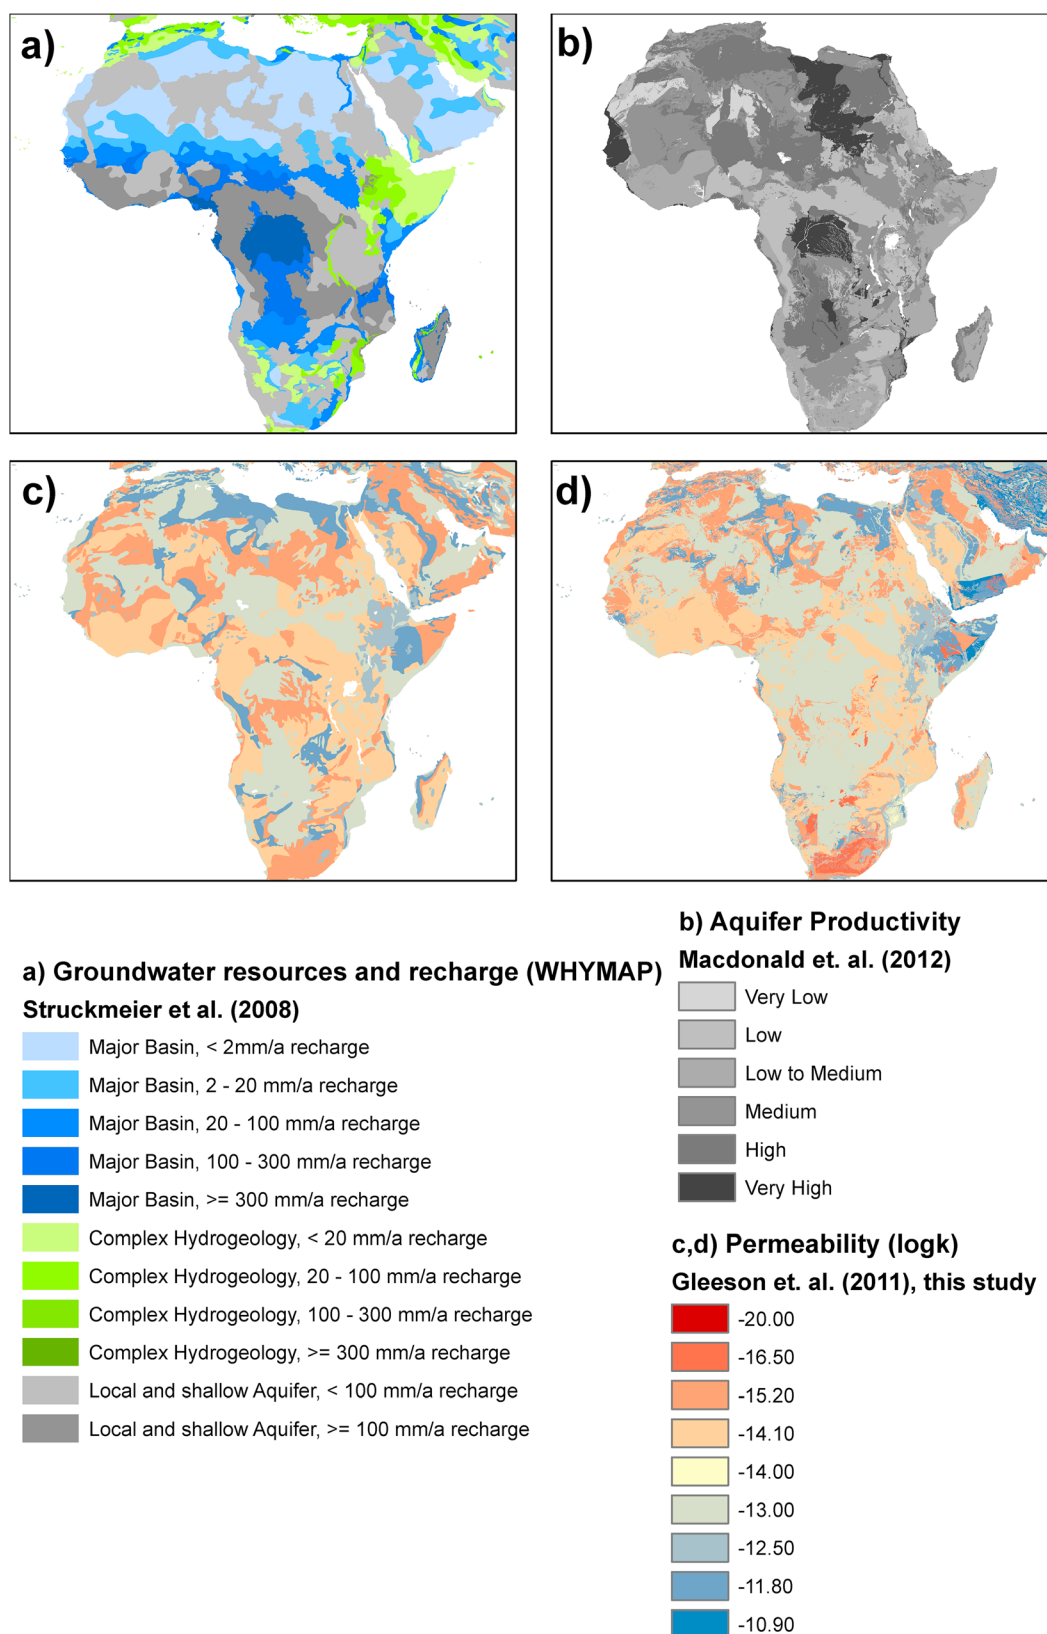 a)
b)
c)
d)
a) Groundwater resources and recharge (WHYMAP)
Struckmeier et al. (2008)
Major Basin, < 2mm/a recharge
Major Basin, 2 - 20 mm/a recharge
Major Basin, 20 - 100 mm/a recharge
Major Basin, 100 - 300 mm/a recharge
Major Basin, >= 300 mm/a recharge
Complex Hydrogeology, < 20 mm/a recharge
Complex Hydrogeology, 20 - 100 mm/a recharge
Complex Hydrogeology, 100 - 300 mm/a recharge
Complex Hydrogeology, >= 300 mm/a recharge
Local and shallow Aquifer, < 100 mm/a recharge
Local and shallow Aquifer, >= 100 mm/a recharge
b) Aquifer Productivity
Macdonald et. al. (2012)
Very Low
Low
Low to Medium
Medium
High
Very High
c,d) Permeability (logk)
Gleeson et. al. (2011), this study
-20.00
-16.50
-15.20
-14.10
-14.00
-13.00
-12.50
-11.80
-10.90